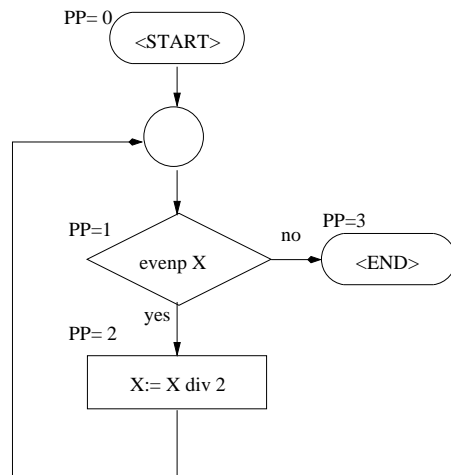 PP= 0
<START>
PP=1
evenp X
no
PP=3
<END>
yes
PP= 2
X:= X div 2